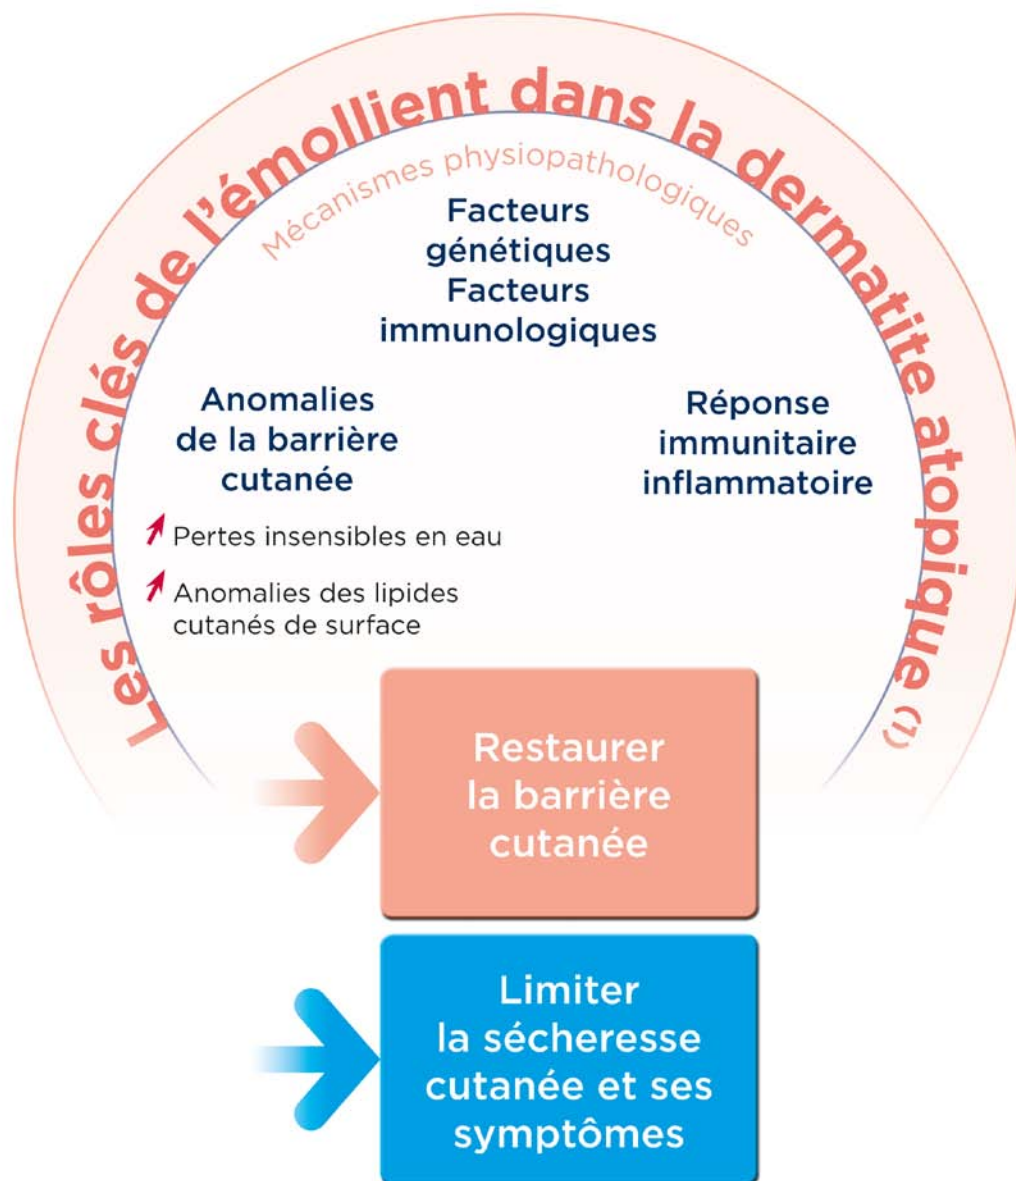 Les rôles clés de l'émollient dans la dermatite atopique (1)
Mécanismes physiopathologiques
Facteurs
génétiques
Facteurs
immunologiques
Anomalies
de la barrière
cutanée
Pertes insensibles en eau
Anomalies des lipides
cutanés de surface
Réponse
immunitaire
inflammatoire
Restaurer
la barrière
cutanée
Limiter
la sécheresse
cutanée et ses
symptômes